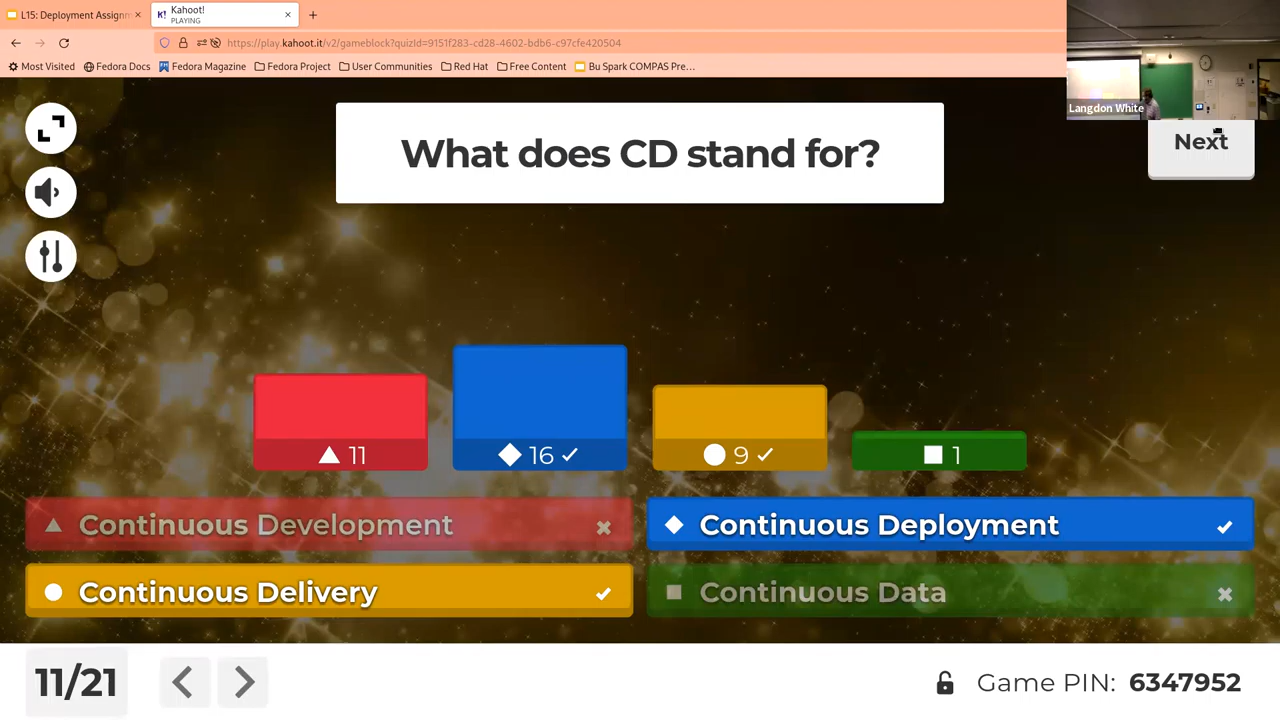 L15: Deployment Assignm
Kahoot!
PLAYING
https://play.kahoot.it/v2/gameblock?quizId=9151f283-cd28-4602-bdb6-c97cfe420504
Most Visited
Fedora Docs
Fedora Magazine
Fedora Project
User Communities
Red Hat
Free Content
Bu Spark COMPAS Pre…
Langdon White
What does CD stand for?
Next
11
16
9
1
Continuous Development
Continuous Deployment
Continuous Delivery
Continuous Data
11/21
Game PIN: 6347952